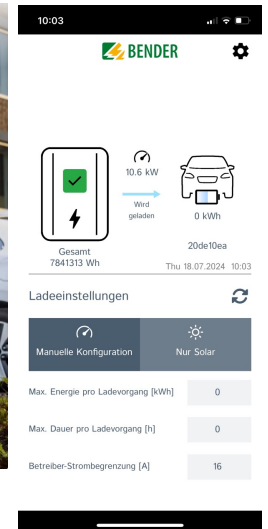 10:03
BENDER
10.6 kW
Wird
geladen
0 kWh
Gesamt
7841313 Wh
20de10ea
Thu 18.07.2024 10:03
Ladeeinstellungen
Manuelle Konfiguration
Nur Solar
Max. Energie pro Ladevorgang [kWh]
0
Max. Dauer pro Ladevorgang [h]
0
Betreiber-Strombegrenzung [A]
16